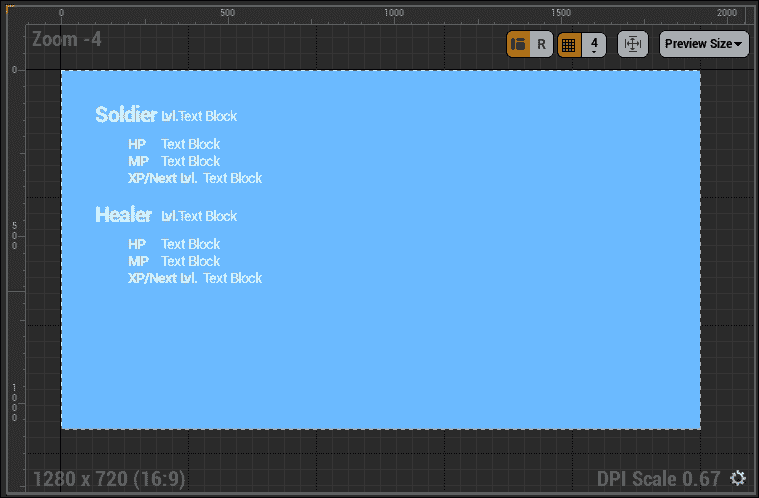 0 500 1000 1500 2000
Zoom -4
R 4 Preview Size
0
Soldier Lvl.Text Block
HP Text Block
MP Text Block
XP/Next Lvl. Text Block
500
Healer Lvl.Text Block
HP Text Block
MP Text Block
XP/Next Lvl. Text Block
1000
1280 x 720 (16:9)
DPI Scale 0.67